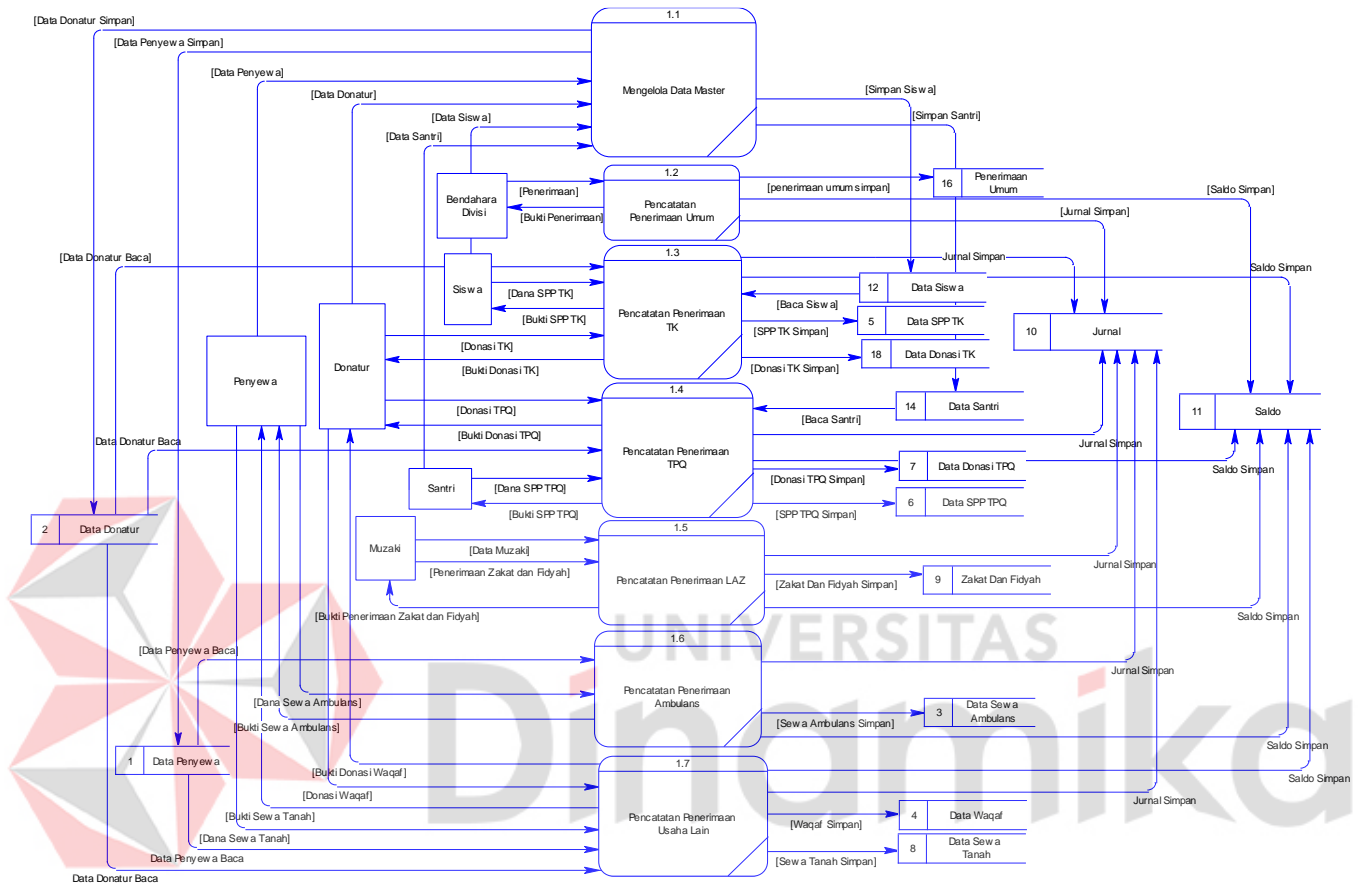 [Data Donatur Simpan]
1.1
[Data Penyewa Simpan]
[Data Penyewa]
Mengelola Data Master
[Simpan Siswa]
[Data Donatur]
[Data Siswa]
[Simpan Santri]
[Data Santri]
1.2
Bendahara
Divisi
[Penerimaan]
[Bukti Penerimaan]
Pencatatan
Penerimaan Umum
[penerimaan umum simpan]
16
Penerimaan
Umum
[Saldo Simpan]
[Jurnal Simpan]
1.3
[Data Donatur Baca]
Jurnal Simpan
Saldo Simpan
Siswa
[Dana SPP TK]
[Bukti SPP TK]
Pencatatan Penerimaan
TK
12
Data Siswa
[Baca Siswa]
5
Data SPP TK
[SPP TK Simpan]
10
Jurnal
[Donasi TK]
[Bukti Donasi TK]
18
Data Donasi TK
[Donasi TK Simpan]
Penyewa
Donatur
1.4
14
Data Santri
[Baca Santri]
11
Saldo
[Donasi TPQ]
[Bukti Donasi TPQ]
Data Donatur Baca
Pencatatan Penerimaan
TPQ
Jurnal Simpan
7
Data Donasi TPQ
Saldo Simpan
[Donasi TPQ Simpan]
Santri
[Dana SPP TPQ]
[Bukti SPP TPQ]
6
Data SPP TPQ
[SPP TPQ Simpan]
2
Data Donatur
1.5
Muzaki
[Data Muzaki]
[Penerimaan Zakat dan Fidyah]
Pencatatan Penerimaan LAZ
Jurnal Simpan
9
Zakat Dan Fidyah
[Zakat Dan Fidyah Simpan]
[Bukti Penerimaan Zakat dan Fidyah]
Saldo Simpan
UNIVERSITAS
Dinamika
1.6
[Data Penyewa Baca]
Jurnal Simpan
Pencatatan Penerimaan
Ambulans
[Dana Sewa Ambulans]
[Bukti Sewa Ambulans]
[Sewa Ambulans Simpan]
3
Data Sewa
Ambulans
Saldo Simpan
1
Data Penyewa
1.7
[Bukti Donasi Waqaf]
Saldo Simpan
[Donasi Waqaf]
Jurnal Simpan
[Bukti Sewa Tanah]
Pencatatan Penerimaan
Usaha Lain
[Waqaf Simpan]
4
Data Waqaf
[Dana Sewa Tanah]
8
Data Sewa
Tanah
[Sewa Tanah Simpan]
Data Penyewa Baca
Data Donatur Baca